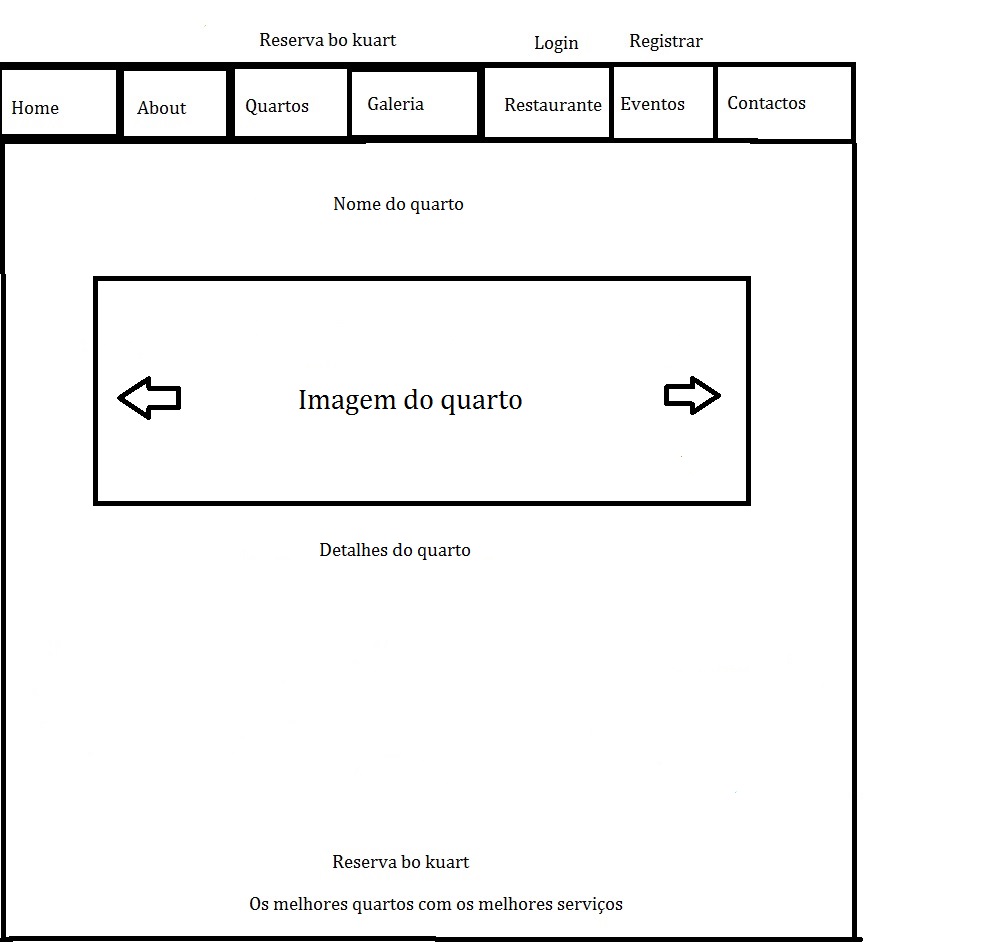 Reserva bo kuart
Login
Registrar
Home
About
Quartos
Galeria
Restaurante
Eventos
Contactos
Nome do quarto
Imagem do quarto
Detalhes do quarto
Reserva bo kuart
Os melhores quartos com os melhores serviços